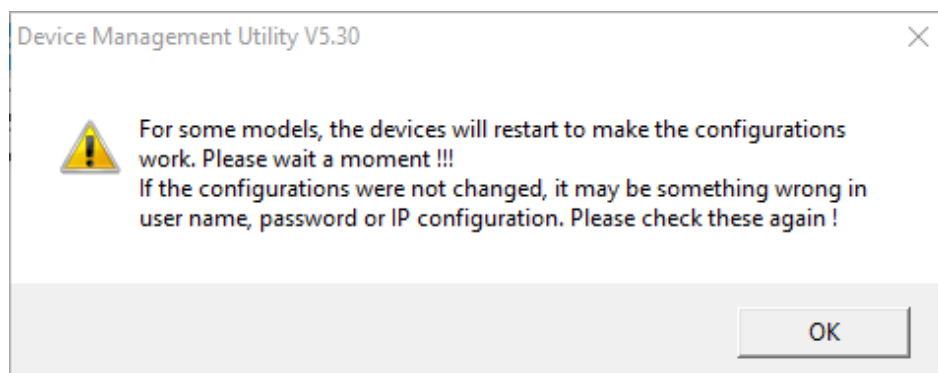 Device Management Utility V5.30
For some models, the devices will restart to make the configurations
work. Please wait a moment !!!
If the configurations were not changed, it may be something wrong in
user name, password or IP configuration. Please check these again !
OK